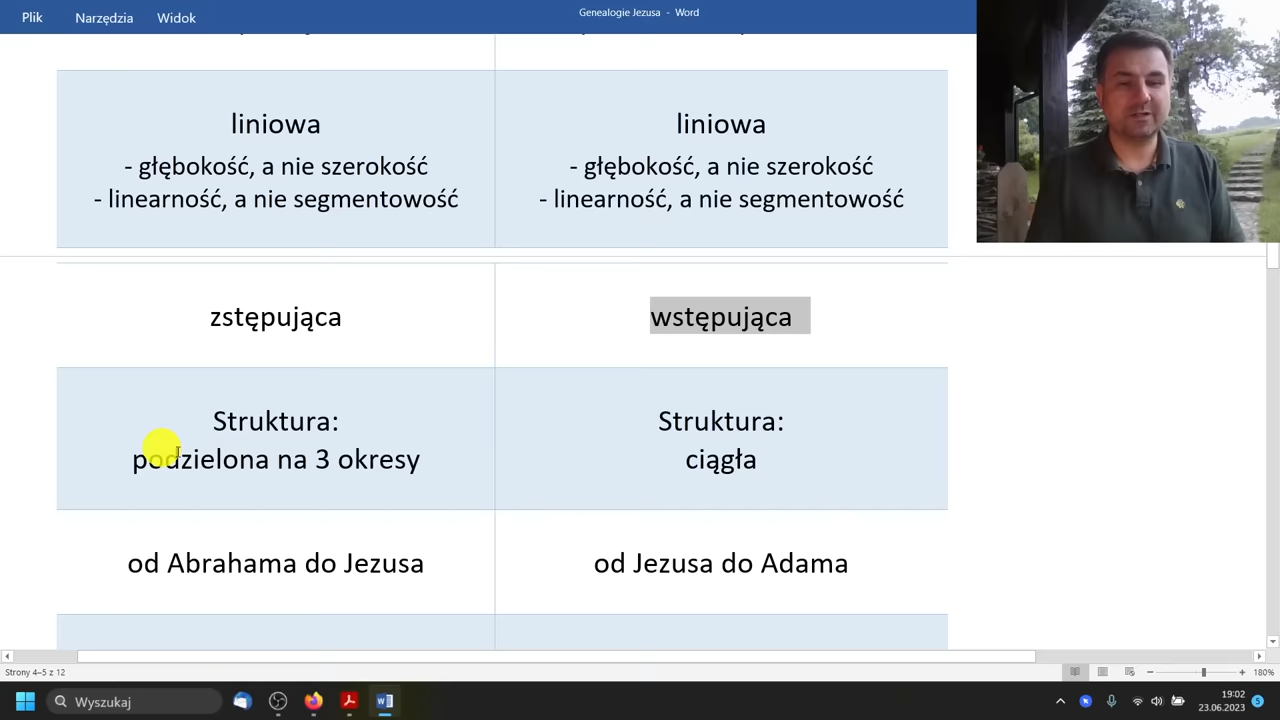 Plik Narzędzia Widok
Genealogie Jezusa - Word
liniowa
- głębokość, a nie szerokość
- linearność, a nie segmentowość
liniowa
- głębokość, a nie szerokość
- linearność, a nie segmentowość
zstępująca
wstępująca
Struktura:
podzielona na 3 okresy
Struktura:
ciągła
od Abrahama do Jezusa
od Jezusa do Adama
Strony 4–5 z 12
180%
Wyszukaj
19:02
23.06.2023
5